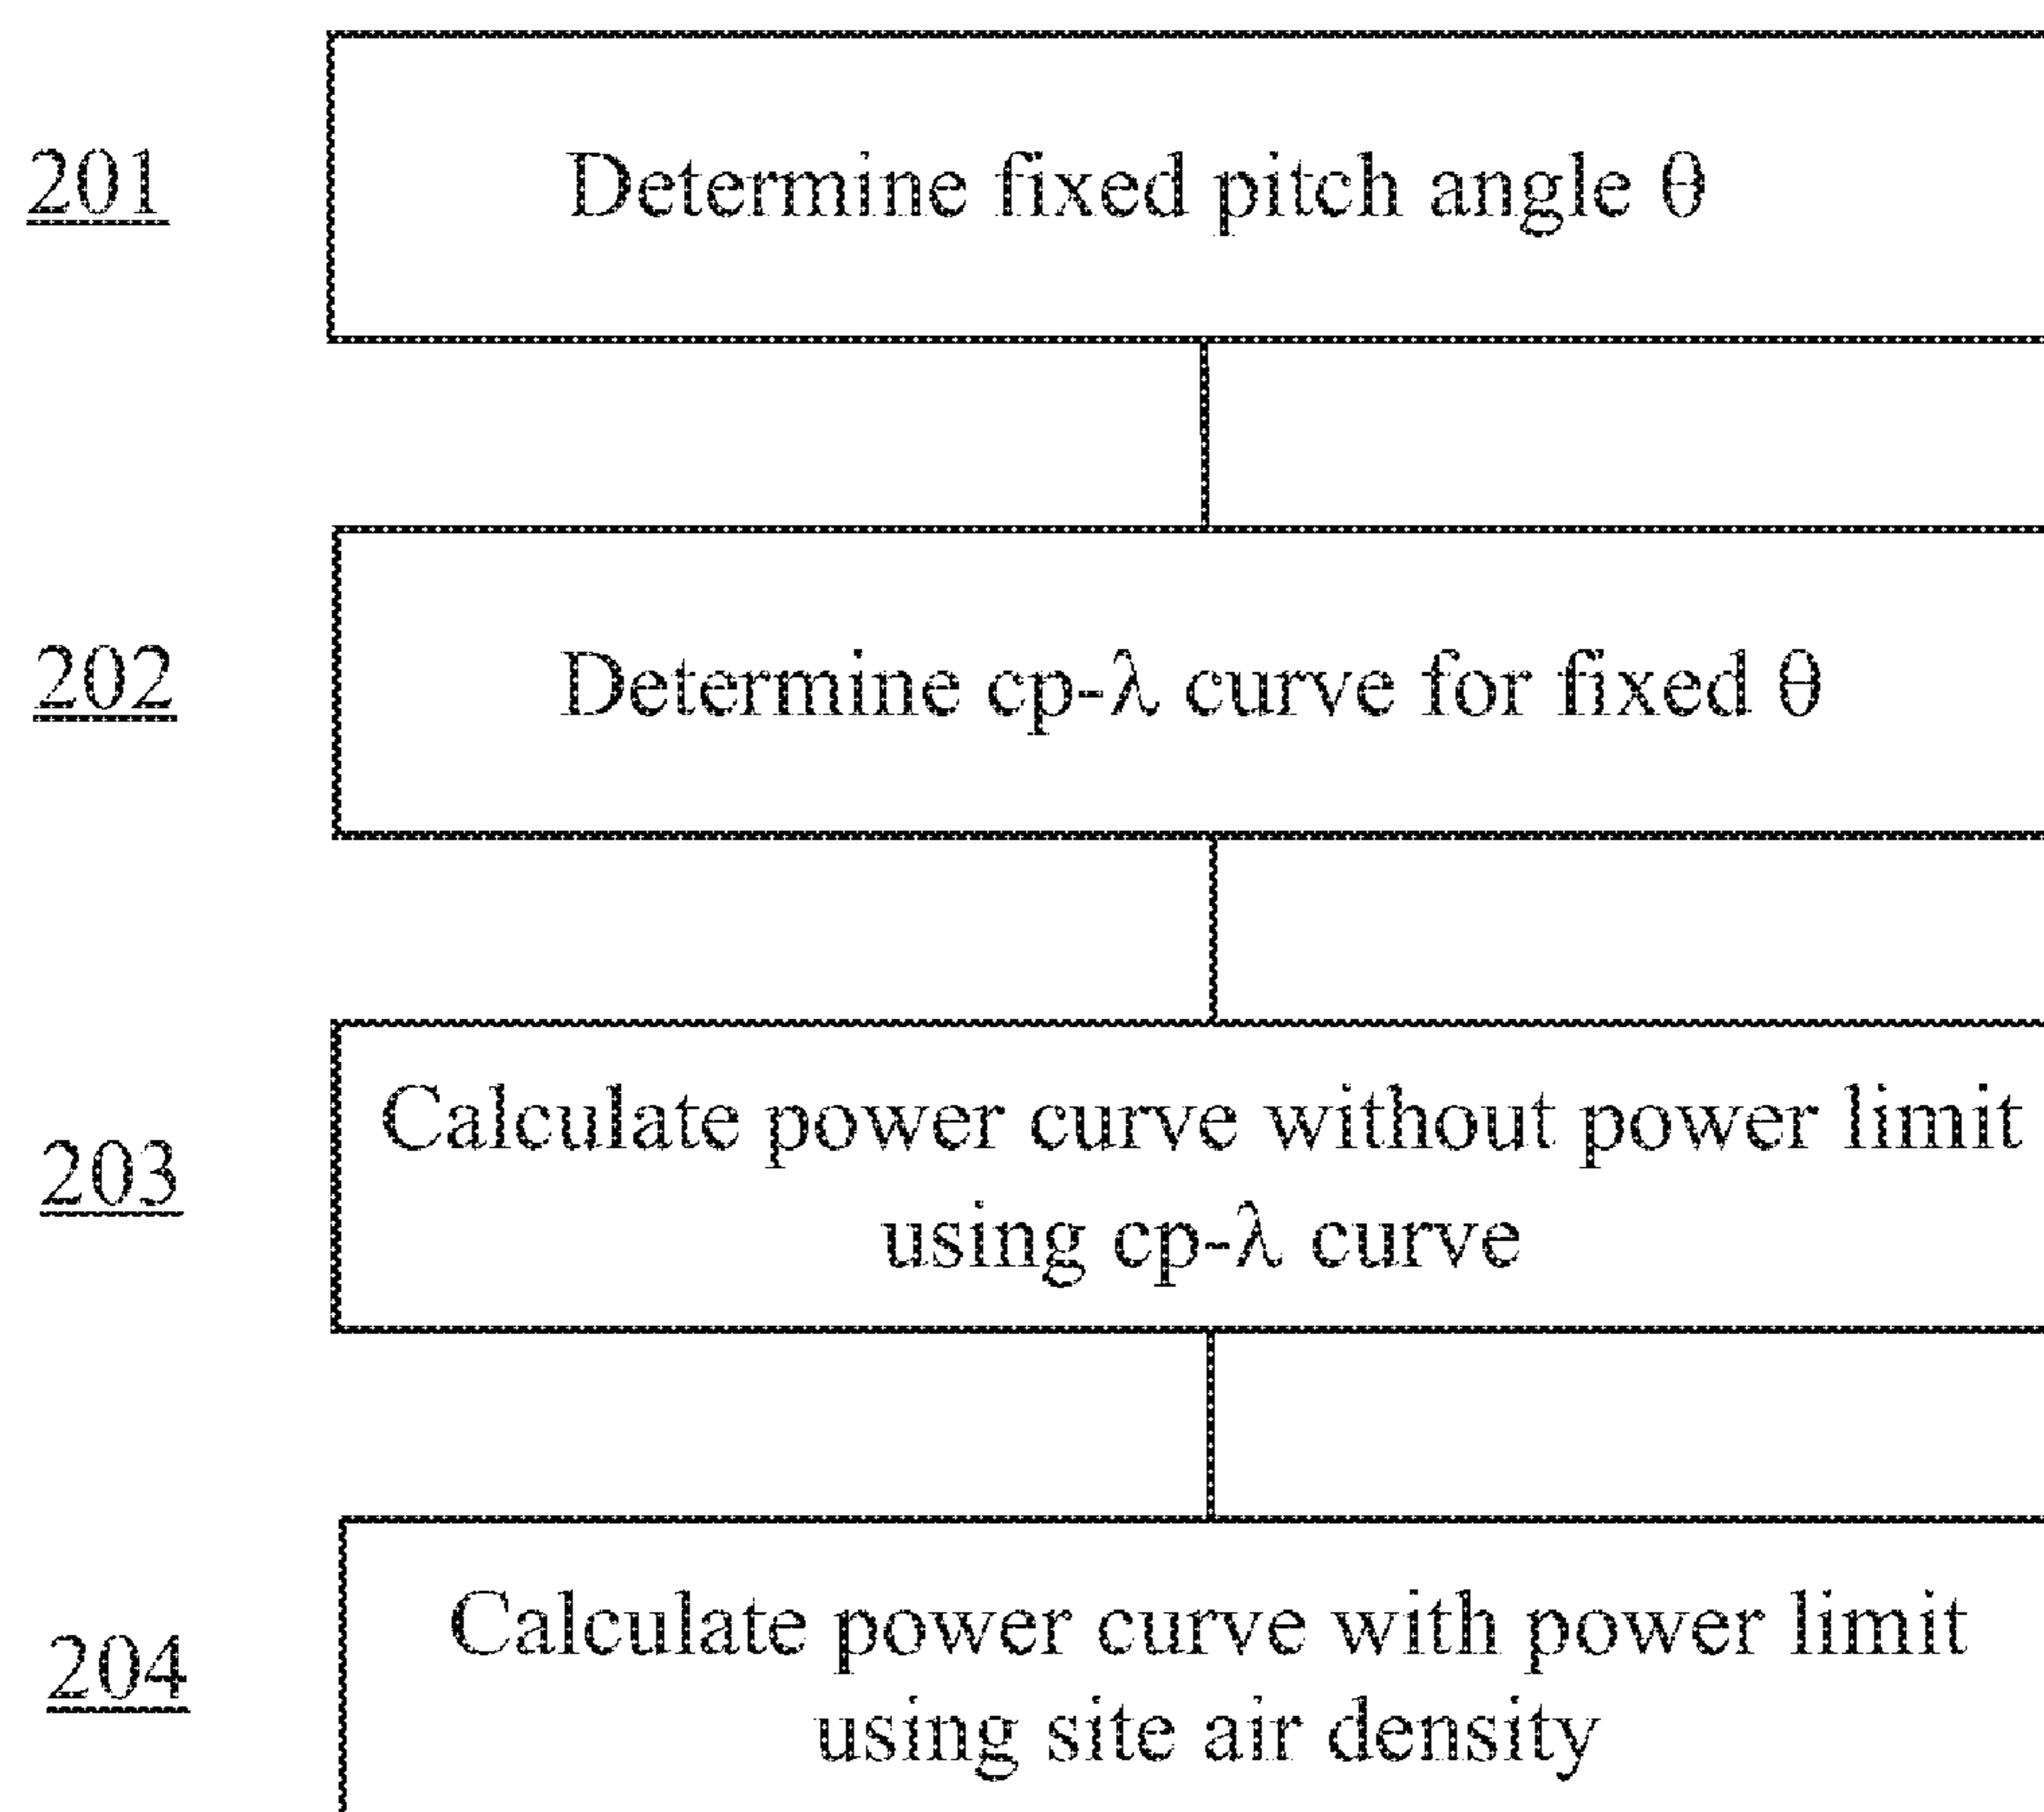 201
Determine fixed pitch angle θ
202
Determine cp-λ curve for fixed θ
203
Calculate power curve without power limit
using cp-λ curve
204
Calculate power curve with power limit
using site air density